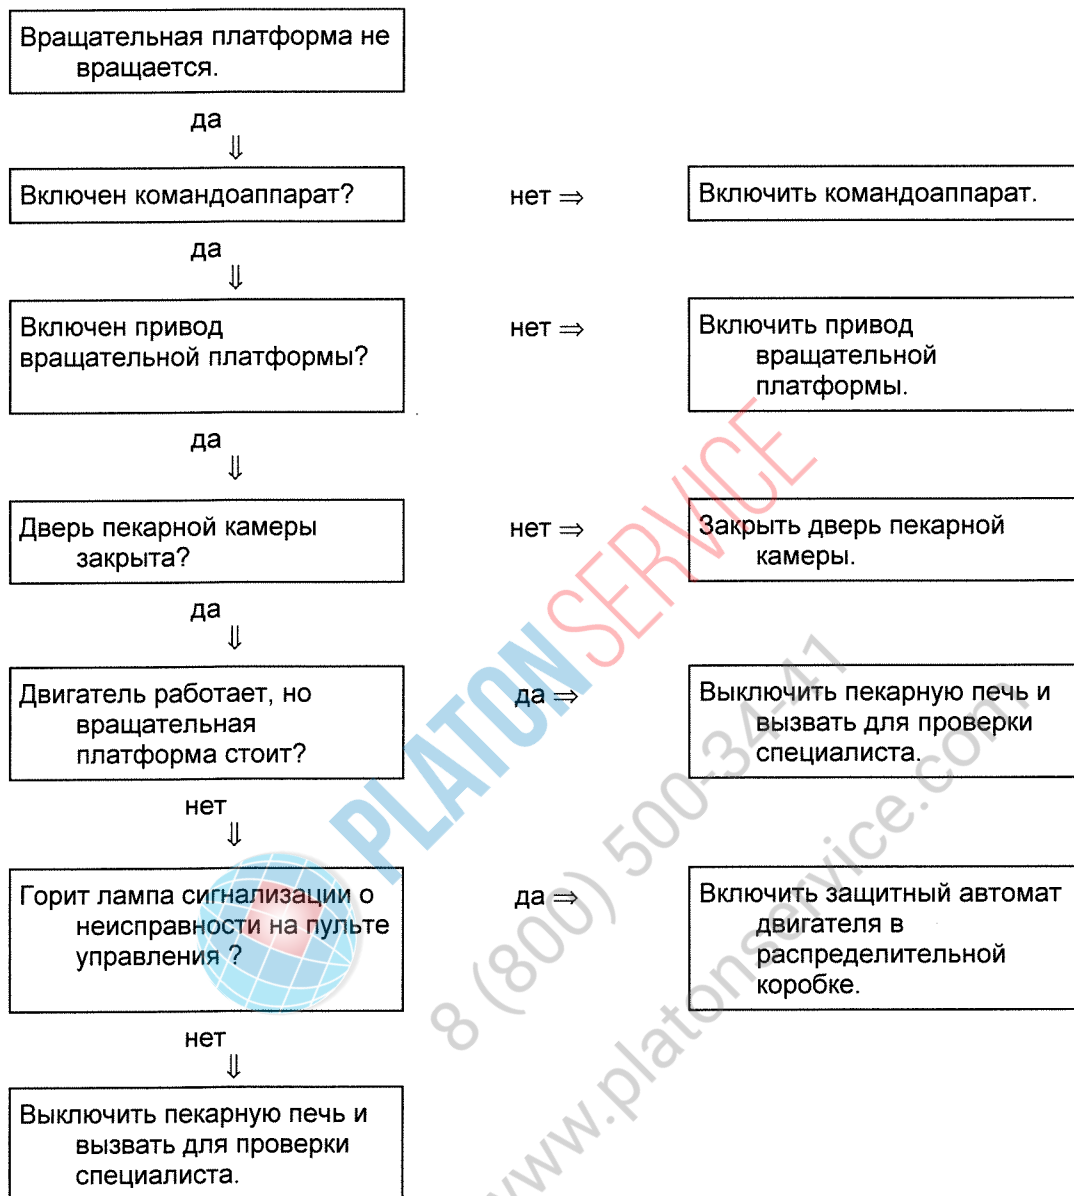 Вращательная платформа не
вращается.
да
⇓
Включен командоаппарат?
нет ⇒
Включить командоаппарат.
да
⇓
Включен привод
вращательной платформы?
нет ⇒
Включить привод
вращательной
платформы.
да
⇓
Дверь пекарной камеры
закрыта?
нет ⇒
Закрыть дверь пекарной
камеры.
да
⇓
Двигатель работает, но
вращательная
платформа стоит?
да ⇒
Выключить пекарную печь и
вызвать для проверки
специалиста.
нет
⇓
Горит лампа сигнализации о
неисправности на пульте
управления ?
да ⇒
Включить защитный автомат
двигателя в
распределительной
коробке.
нет
⇓
Выключить пекарную печь и
вызвать для проверки
специалиста.
PLATONSERVICE
8 (800) 500-34-41
www.platonservice.com